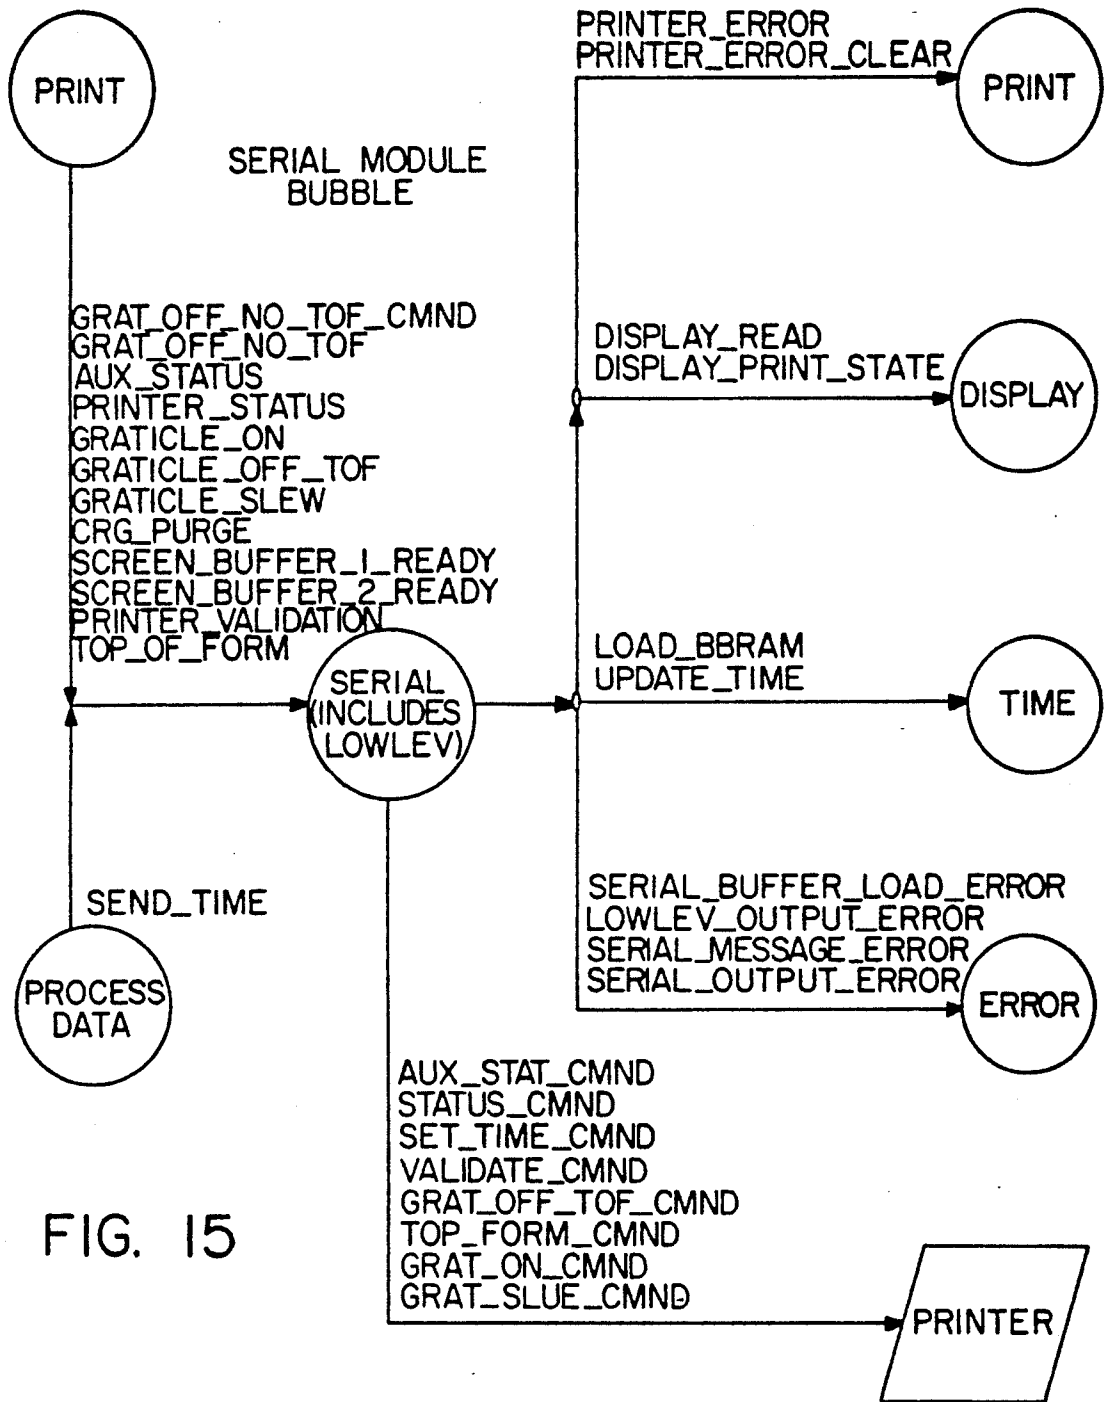 PRINT
SERIAL MODULE
BUBBLE
GRAT_OFF_NO_TOF_CMND
GRAT_OFF_NO_TOF
AUX_STATUS
PRINTER_STATUS
GRATICLE_ON
GRATICLE_OFF_TOF
GRATICLE_SLEW
CRG_PURGE
SCREEN_BUFFER_1_READY
SCREEN_BUFFER_2_READY
PRINTER_VALIDATION
TOP_OF_FORM
SEND_TIME
PROCESS
DATA
SERIAL
(INCLUDES
LOWLEV)
PRINTER_ERROR
PRINTER_ERROR_CLEAR
PRINT
DISPLAY_READ
DISPLAY_PRINT_STATE
DISPLAY
LOAD_BBRAM
UPDATE_TIME
TIME
SERIAL_BUFFER_LOAD_ERROR
LOWLEV_OUTPUT_ERROR
SERIAL_MESSAGE_ERROR
SERIAL_OUTPUT_ERROR
ERROR
AUX_STAT_CMND
STATUS_CMND
SET_TIME_CMND
VALIDATE_CMND
GRAT_OFF_TOF_CMND
TOP_FORM_CMND
GRAT_ON_CMND
GRAT_SLUE_CMND
PRINTER
FIG. 15